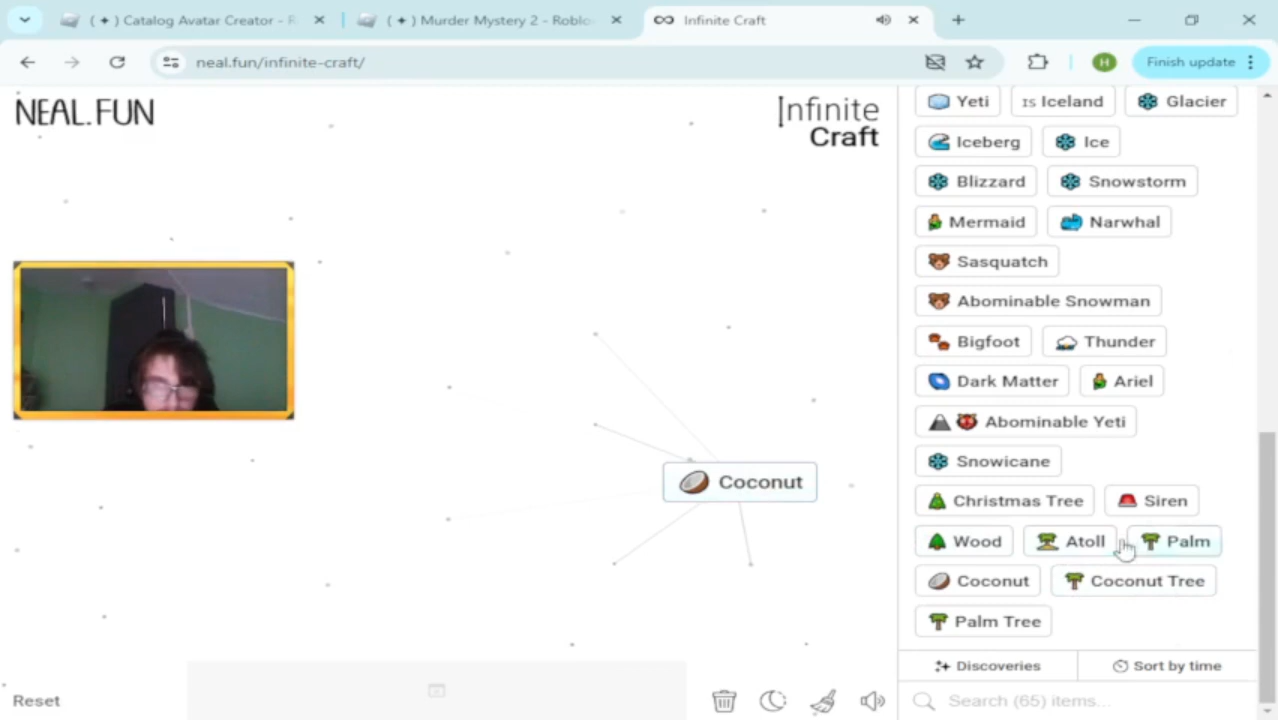 ( ✦ ) Catalog Avatar Creator - R
( ✦ ) Murder Mystery 2 - Roblo
Infinite Craft
neal.fun/infinite-craft/
H
Finish update
NEAL.FUN
Infinite
Craft
Yeti
IS Iceland
Glacier
Iceberg
Ice
Blizzard
Snowstorm
Mermaid
Narwhal
Sasquatch
Abominable Snowman
Bigfoot
Thunder
Dark Matter
Ariel
Abominable Yeti
Snowicane
Christmas Tree
Siren
Wood
Atoll
Palm
Coconut
Coconut Tree
Palm Tree
Coconut
Discoveries
Sort by time
Reset
Search (65) items...